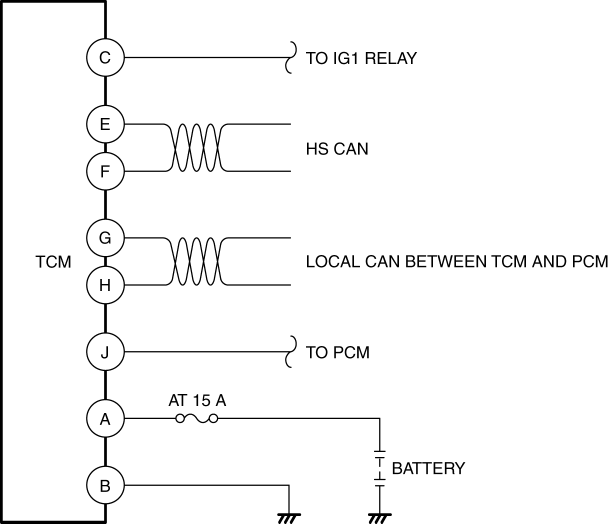 C
TO IG1 RELAY
E
HS CAN
F
G
TCM
LOCAL CAN BETWEEN TCM AND PCM
H
J
TO PCM
AT 15 A
A
BATTERY
B